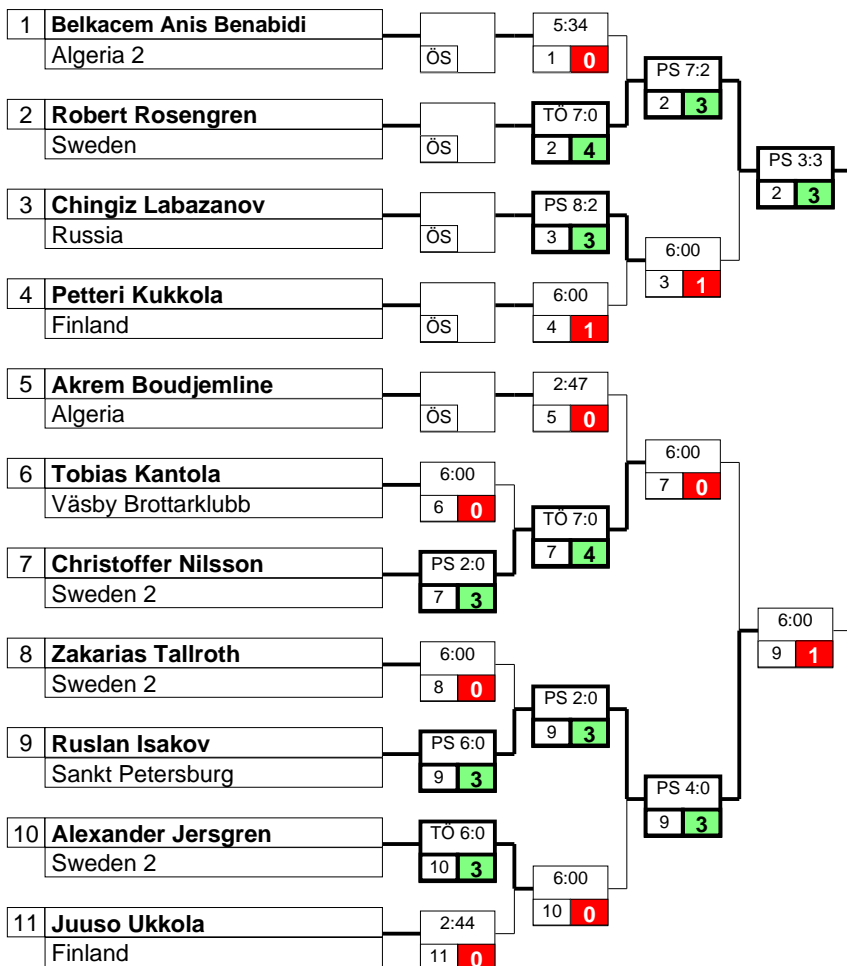 1 Belkacem Anis Benabidi
Algeria 2
ÖS
5:34
1 0
PS 7:2
2 3
2 Robert Rosengren
Sweden
ÖS
TÖ 7:0
2 4
PS 3:3
2 3
3 Chingiz Labazanov
Russia
ÖS
PS 8:2
3 3
6:00
3 1
4 Petteri Kukkola
Finland
ÖS
6:00
4 1
5 Akrem Boudjemline
Algeria
ÖS
2:47
5 0
6:00
7 0
6 Tobias Kantola
Väsby Brottarklubb
6:00
6 0
TÖ 7:0
7 4
7 Christoffer Nilsson
Sweden 2
PS 2:0
7 3
6:00
9 1
8 Zakarias Tallroth
Sweden 2
6:00
8 0
PS 2:0
9 3
9 Ruslan Isakov
Sankt Petersburg
PS 6:0
9 3
PS 4:0
9 3
10 Alexander Jersgren
Sweden 2
TÖ 6:0
10 3
6:00
10 0
11 Juuso Ukkola
Finland
2:44
11 0